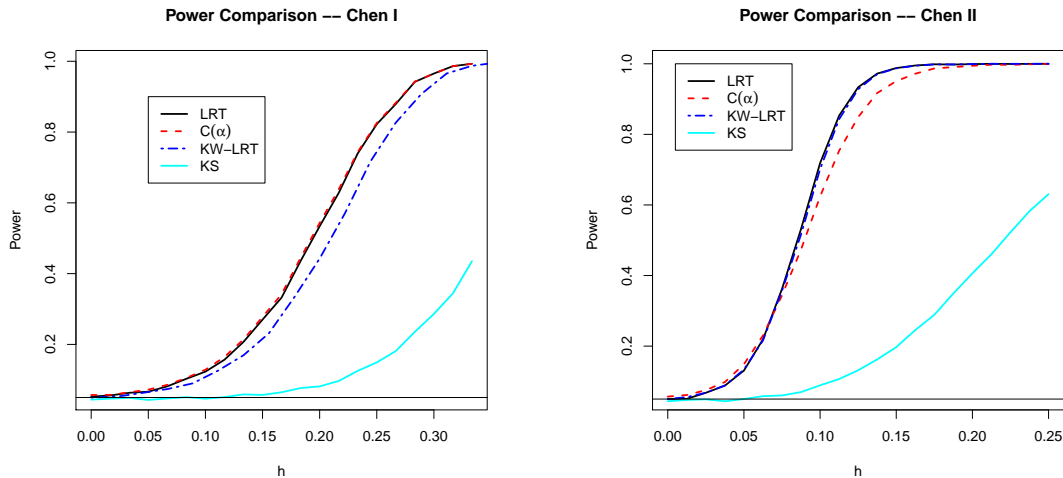 Power Comparison −− Chen I
Power
1.0
0.8
0.6
0.4
0.2
LRT
C(α)
KW−LRT
KS
0.00 0.05 0.10 0.15 0.20 0.25 0.30
h
Power Comparison −− Chen II
Power
1.0
0.8
0.6
0.4
0.2
LRT
C(α)
KW−LRT
KS
0.00 0.05 0.10 0.15 0.20 0.25
h